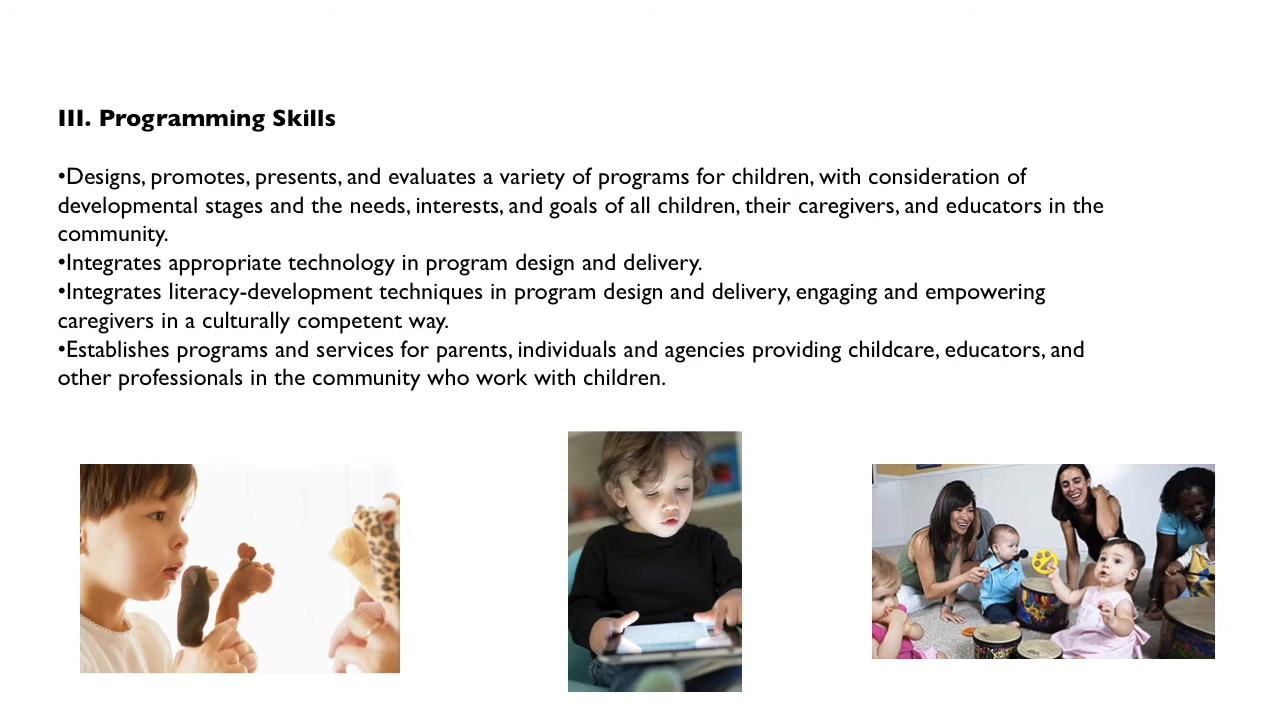 III. Programming Skills
•Designs, promotes, presents, and evaluates a variety of programs for children, with consideration of
developmental stages and the needs, interests, and goals of all children, their caregivers, and educators in the
community.
•Integrates appropriate technology in program design and delivery.
•Integrates literacy-development techniques in program design and delivery, engaging and empowering
caregivers in a culturally competent way.
•Establishes programs and services for parents, individuals and agencies providing childcare, educators, and
other professionals in the community who work with children.